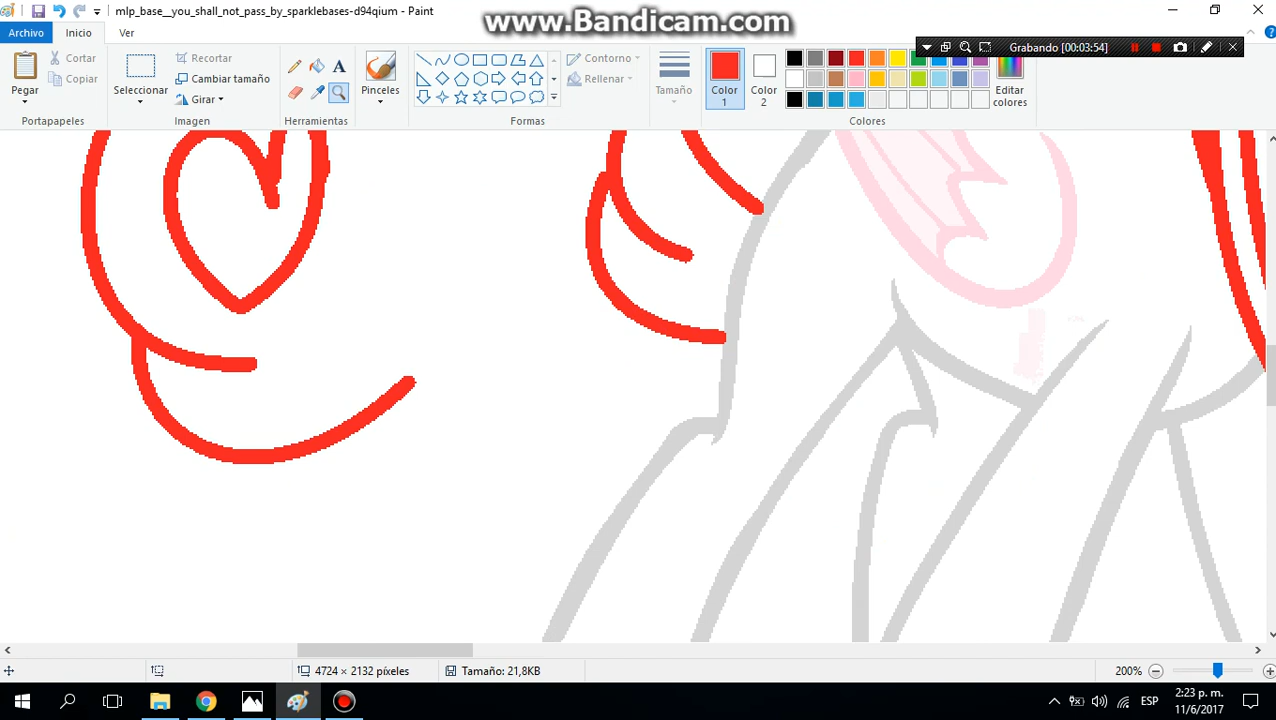 mlp_base__you_shall_not_pass_by_sparklebases-d94qium - Paint
www.Bandicam.com
Archivo
Inicio
Ver
Grabando [00:03:54]
Pegar
Cortar
Copiar
Portapapeles
Seleccionar
Recortar
Cambiar tamaño
Girar
Imagen
A
Herramientas
Pinceles
Contorno
Rellenar
Formas
Tamaño
Color
1
Color
2
Editar
colores
Colores
4724 × 2132 píxeles
Tamaño: 21,8KB
200%
ESP
2:23 p. m.
11/6/2017